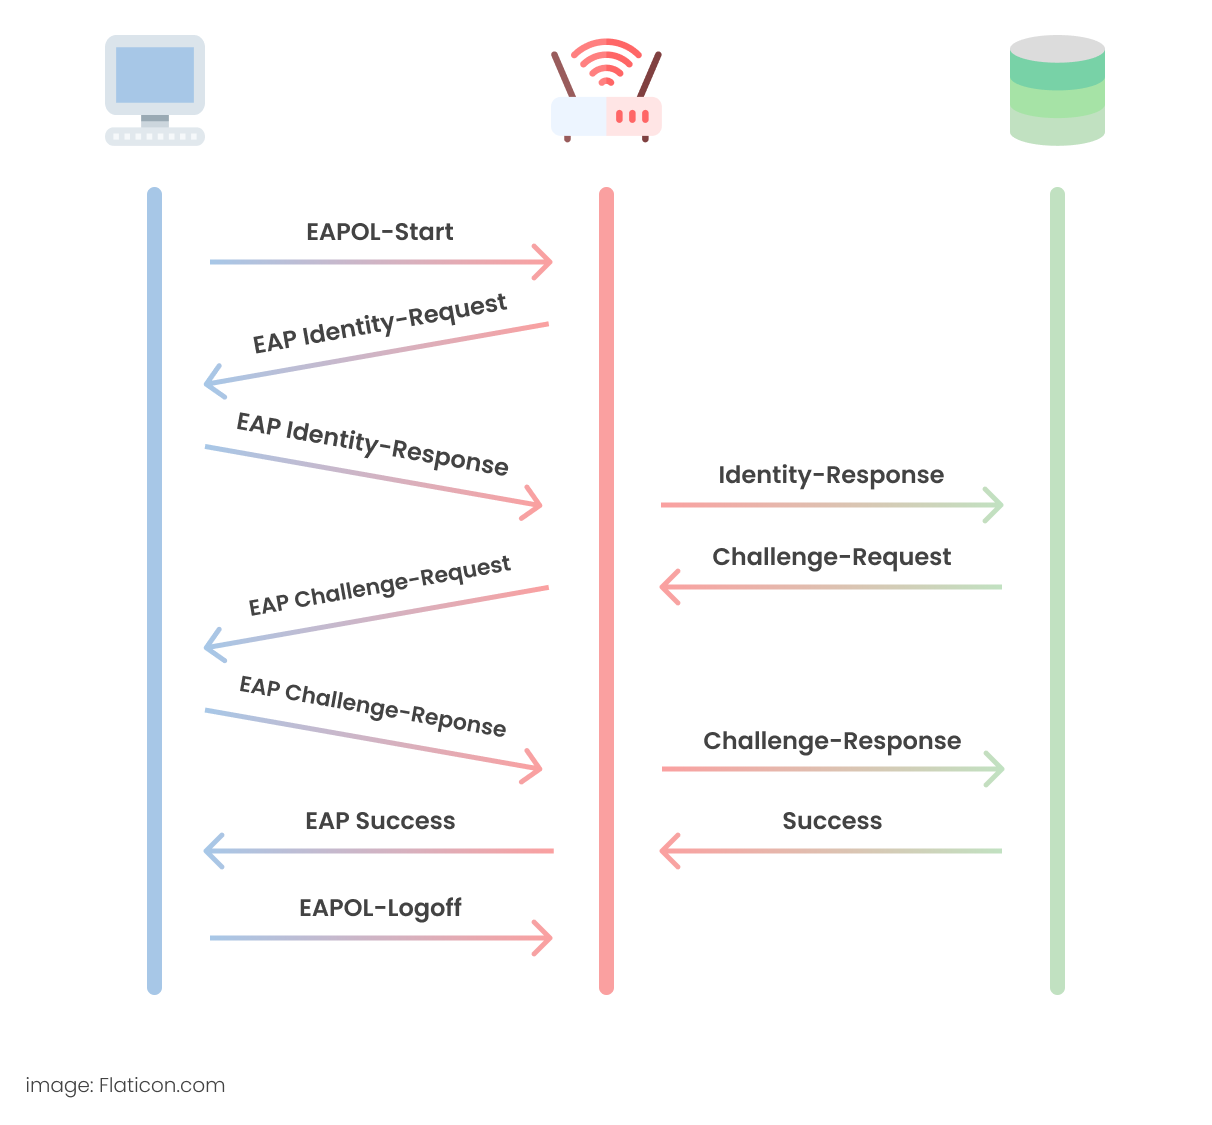 EAPOL-Start
EAP Identity-Request
EAP Identity-Response
Identity-Response
Challenge-Request
EAP Challenge-Request
EAP Challenge-Reponse
Challenge-Response
EAP Success
Success
EAPOL-Logoff
image: Flaticon.com